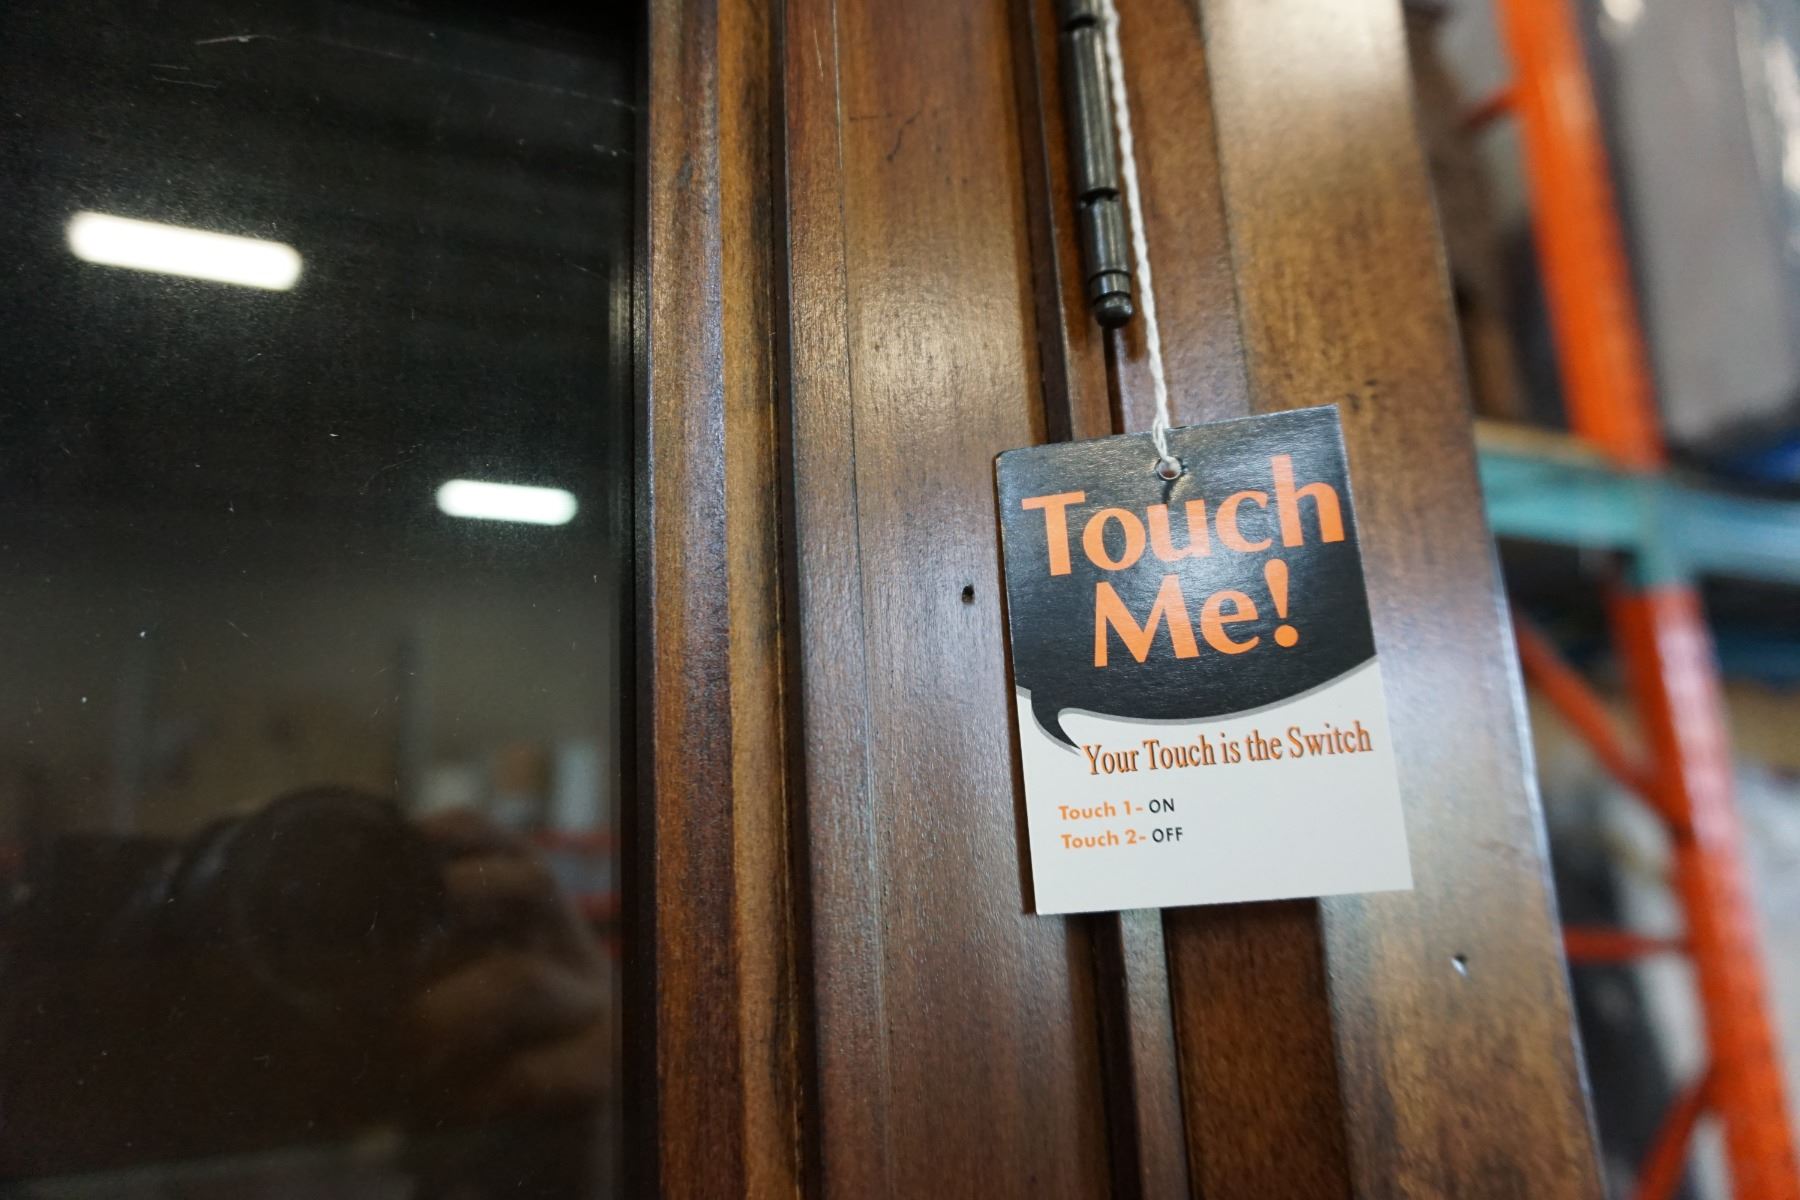 Touch
Me!
Your Touch is the Switch
Touch 1- ON
Touch 2- OFF